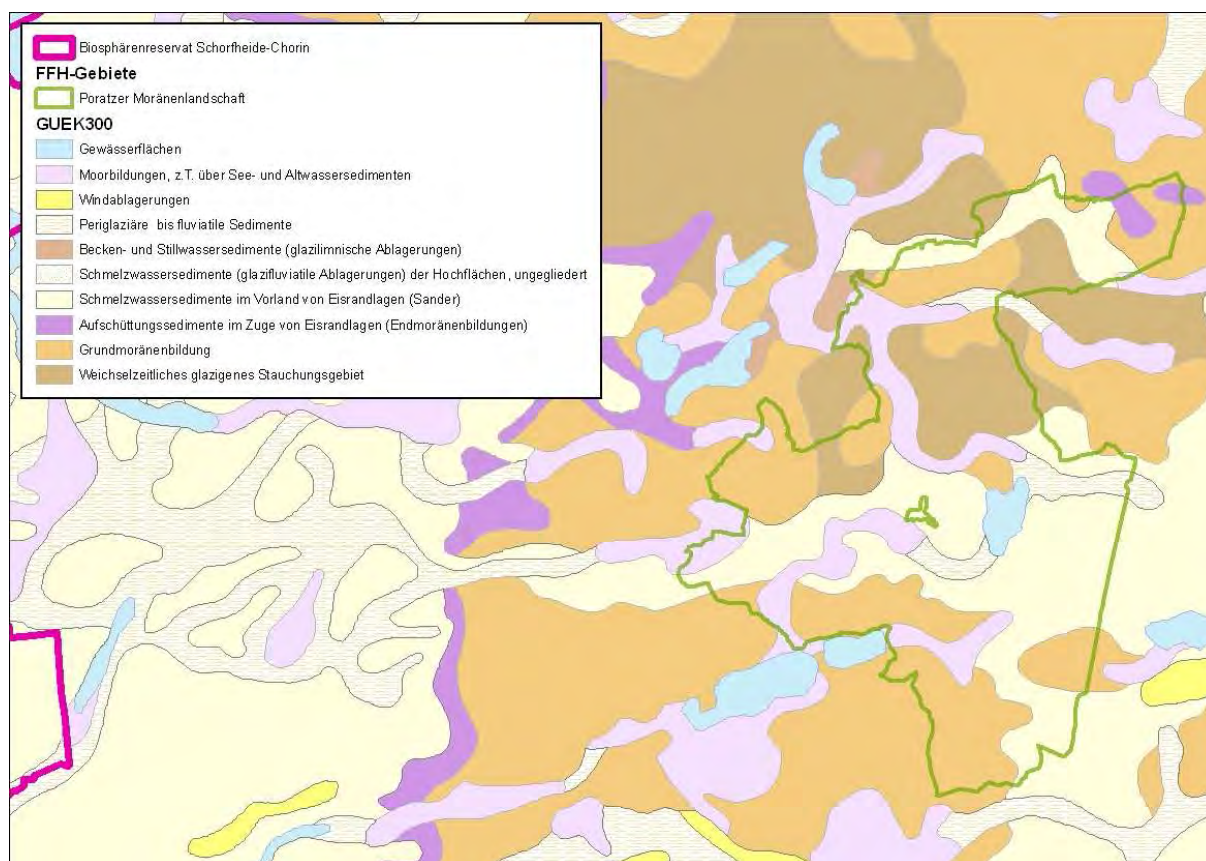 Biosphärenreservat Schorfheide-Chorin
FFH-Gebiete
Poratzer Moränenlandschaft
GUEK300
Gewässerflächen
Moorbildungen, z.T. über See- und Altwassersedimenten
Windablagerungen
Periglaziäre bis fluviatile Sedimente
Becken- und Stillwassersedimente (glazilimnische Ablagerungen)
Schmelzwassersedimente (glazifluviatile Ablagerungen) der Hochflächen, ungegliedert
Schmelzwassersedimente im Vorland von Eisrandlagen (Sander)
Aufschüttungssedimente im Zuge von Eisrandlagen (Endmoränenbildungen)
Grundmoränenbildung
Weichselzeitliches glazigenes Stauchungsgebiet